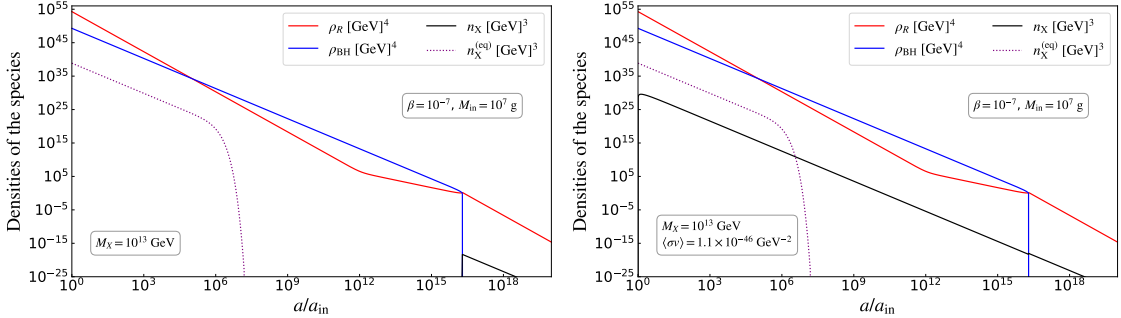 10^55
10^45
10^35
10^25
10^15
10^5
10^−5
10^−15
10^−25
Densities of the species
ρ_R [GeV]^4
ρ_BH [GeV]^4
n_X [GeV]^3
n_X^(eq) [GeV]^3
β = 10^−7, M_in = 10^7 g
M_X = 10^13 GeV
10^0 10^3 10^6 10^9 10^12 10^15 10^18
a/a_in
10^55
10^45
10^35
10^25
10^15
10^5
10^−5
10^−15
10^−25
Densities of the species
ρ_R [GeV]^4
ρ_BH [GeV]^4
n_X [GeV]^3
n_X^(eq) [GeV]^3
β = 10^−7, M_in = 10^7 g
M_X = 10^13 GeV
⟨σv⟩ = 1.1 × 10^−46 GeV^−2
10^0 10^3 10^6 10^9 10^12 10^15 10^18
a/a_in